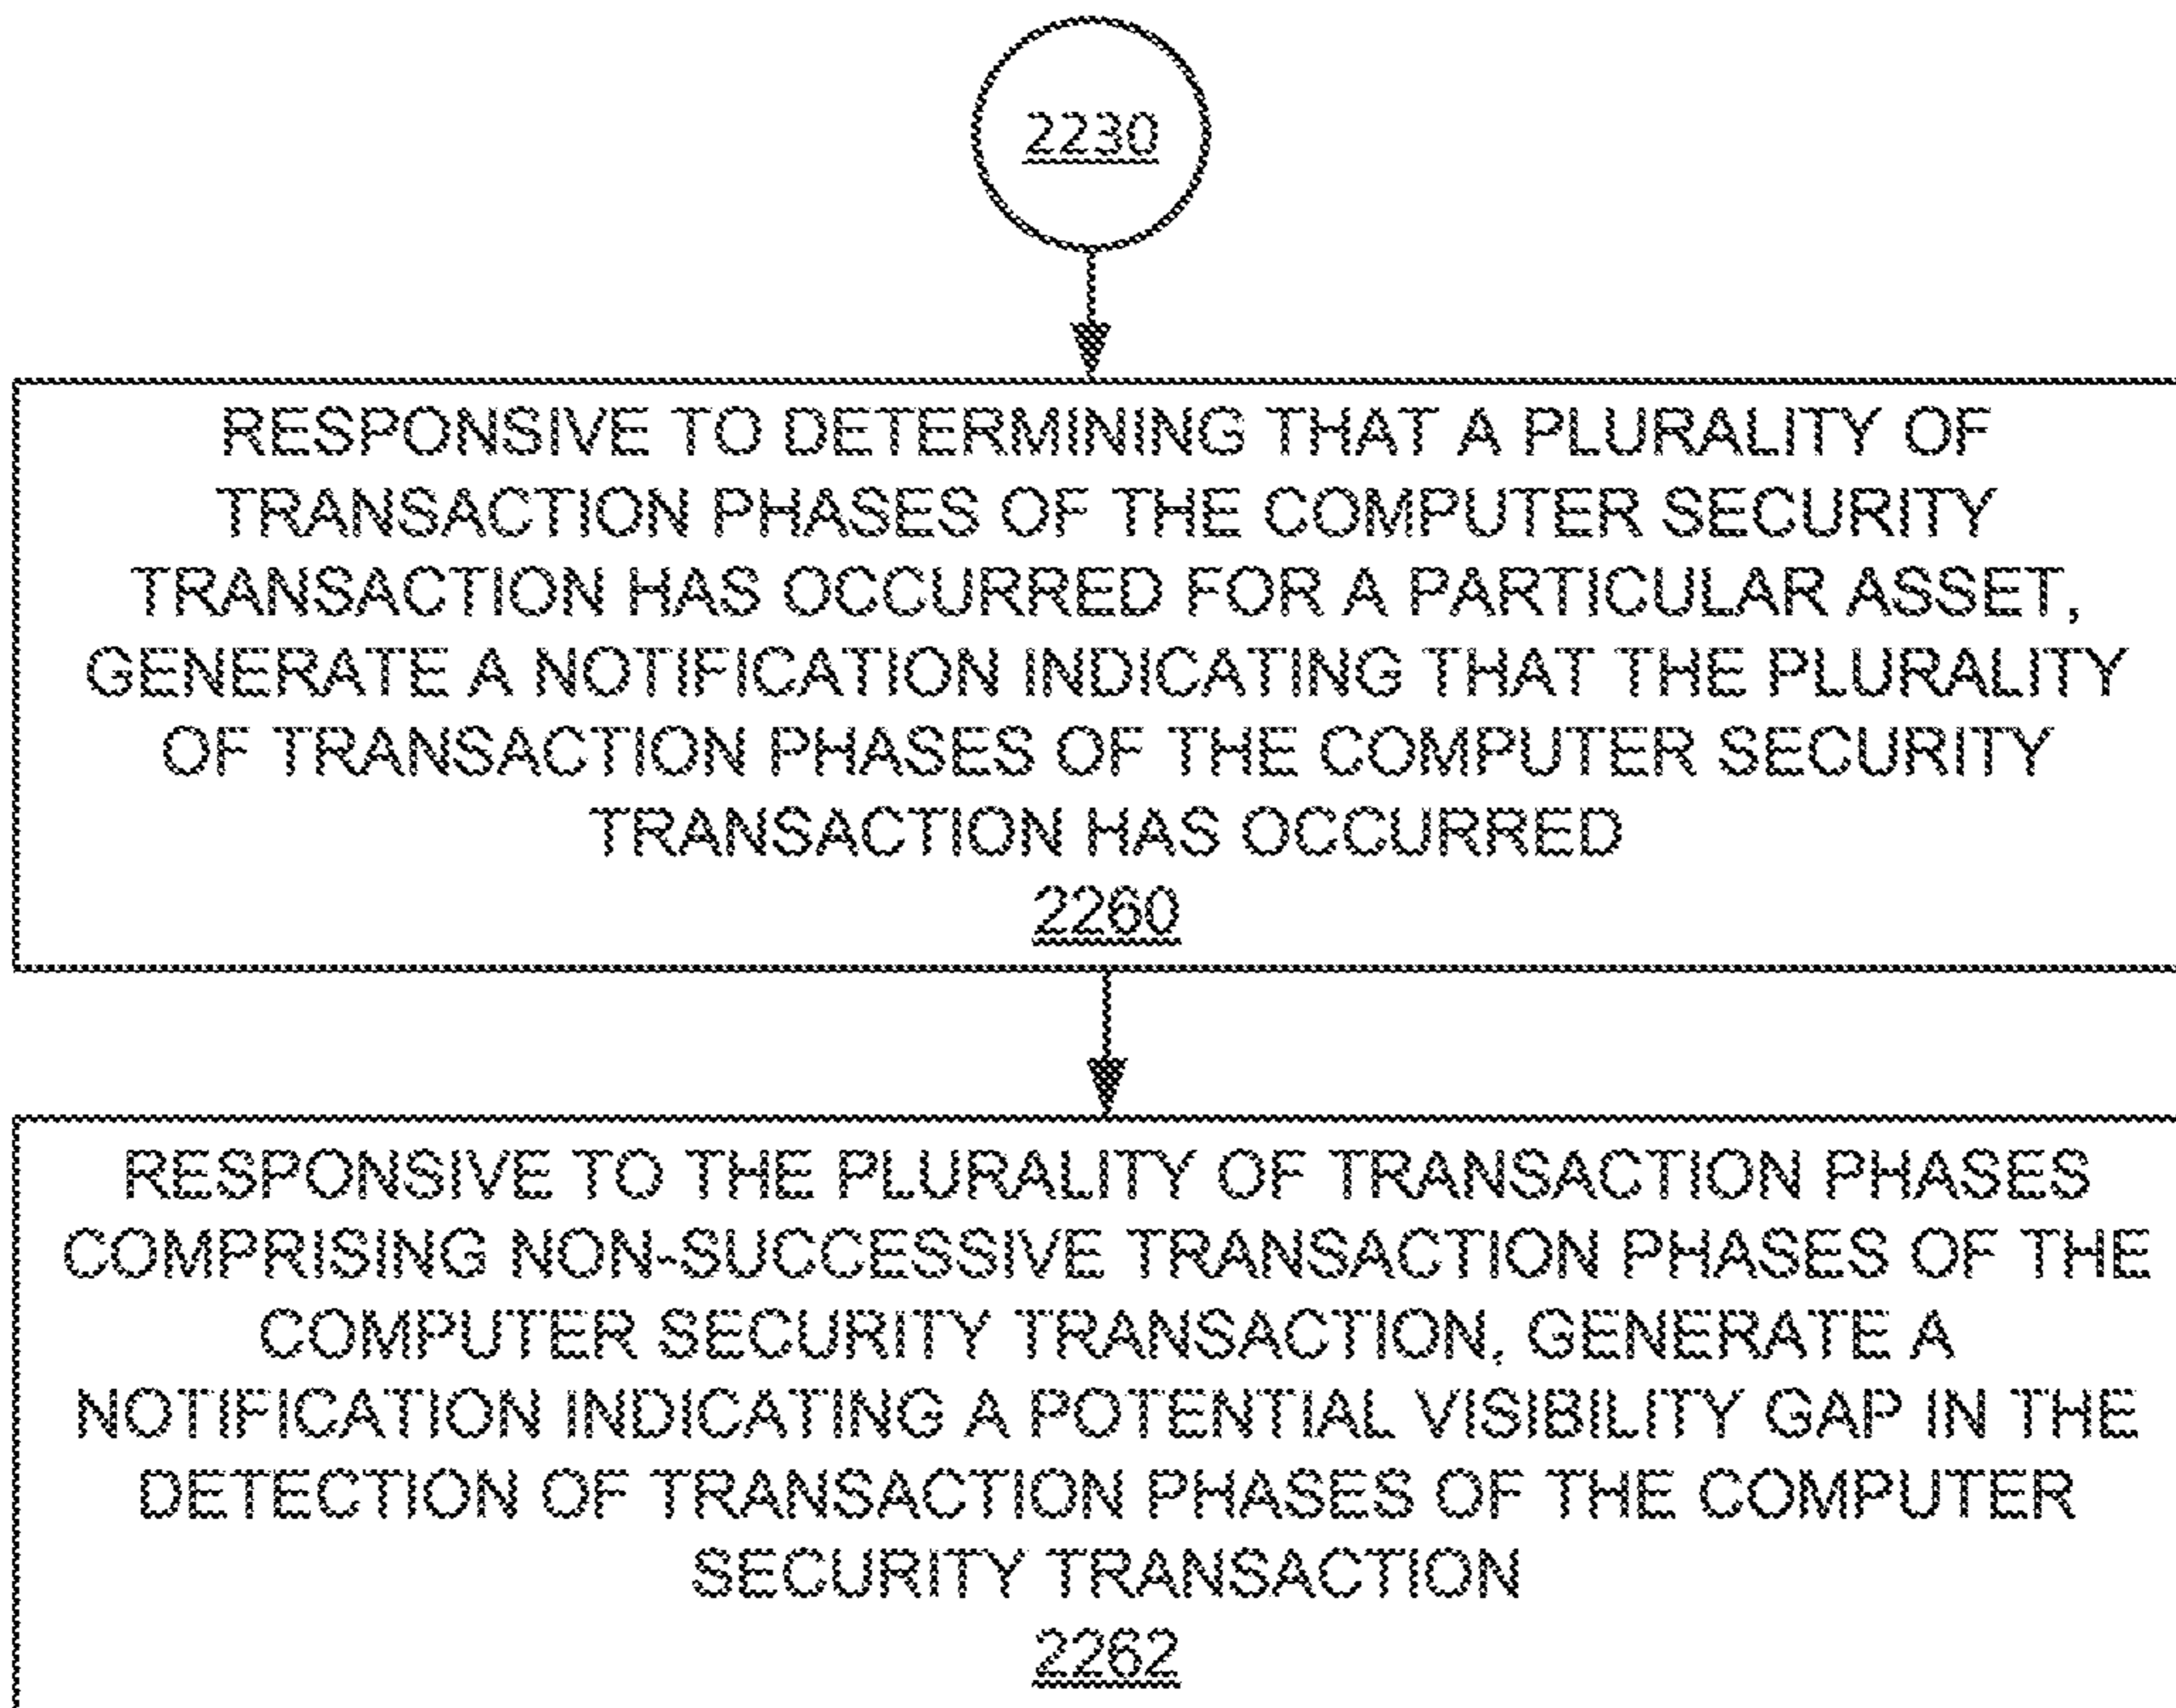 2230
RESPONSIVE TO DETERMINING THAT A PLURALITY OF
TRANSACTION PHASES OF THE COMPUTER SECURITY
TRANSACTION HAS OCCURRED FOR A PARTICULAR ASSET,
GENERATE A NOTIFICATION INDICATING THAT THE PLURALITY
OF TRANSACTION PHASES OF THE COMPUTER SECURITY
TRANSACTION HAS OCCURRED
2260
RESPONSIVE TO THE PLURALITY OF TRANSACTION PHASES
COMPRISING NON-SUCCESSIVE TRANSACTION PHASES OF THE
COMPUTER SECURITY TRANSACTION, GENERATE A
NOTIFICATION INDICATING A POTENTIAL VISIBILITY GAP IN THE
DETECTION OF TRANSACTION PHASES OF THE COMPUTER
SECURITY TRANSACTION
2262